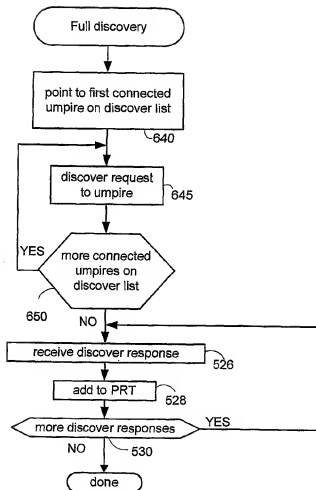 Full discovery
point to first connected
umpire on discover list
640
discover request
to umpire
645
YES
more connected
umpires on
discover list
650
NO
receive discover response
526
add to PRT
528
more discover responses
YES
530
NO
done